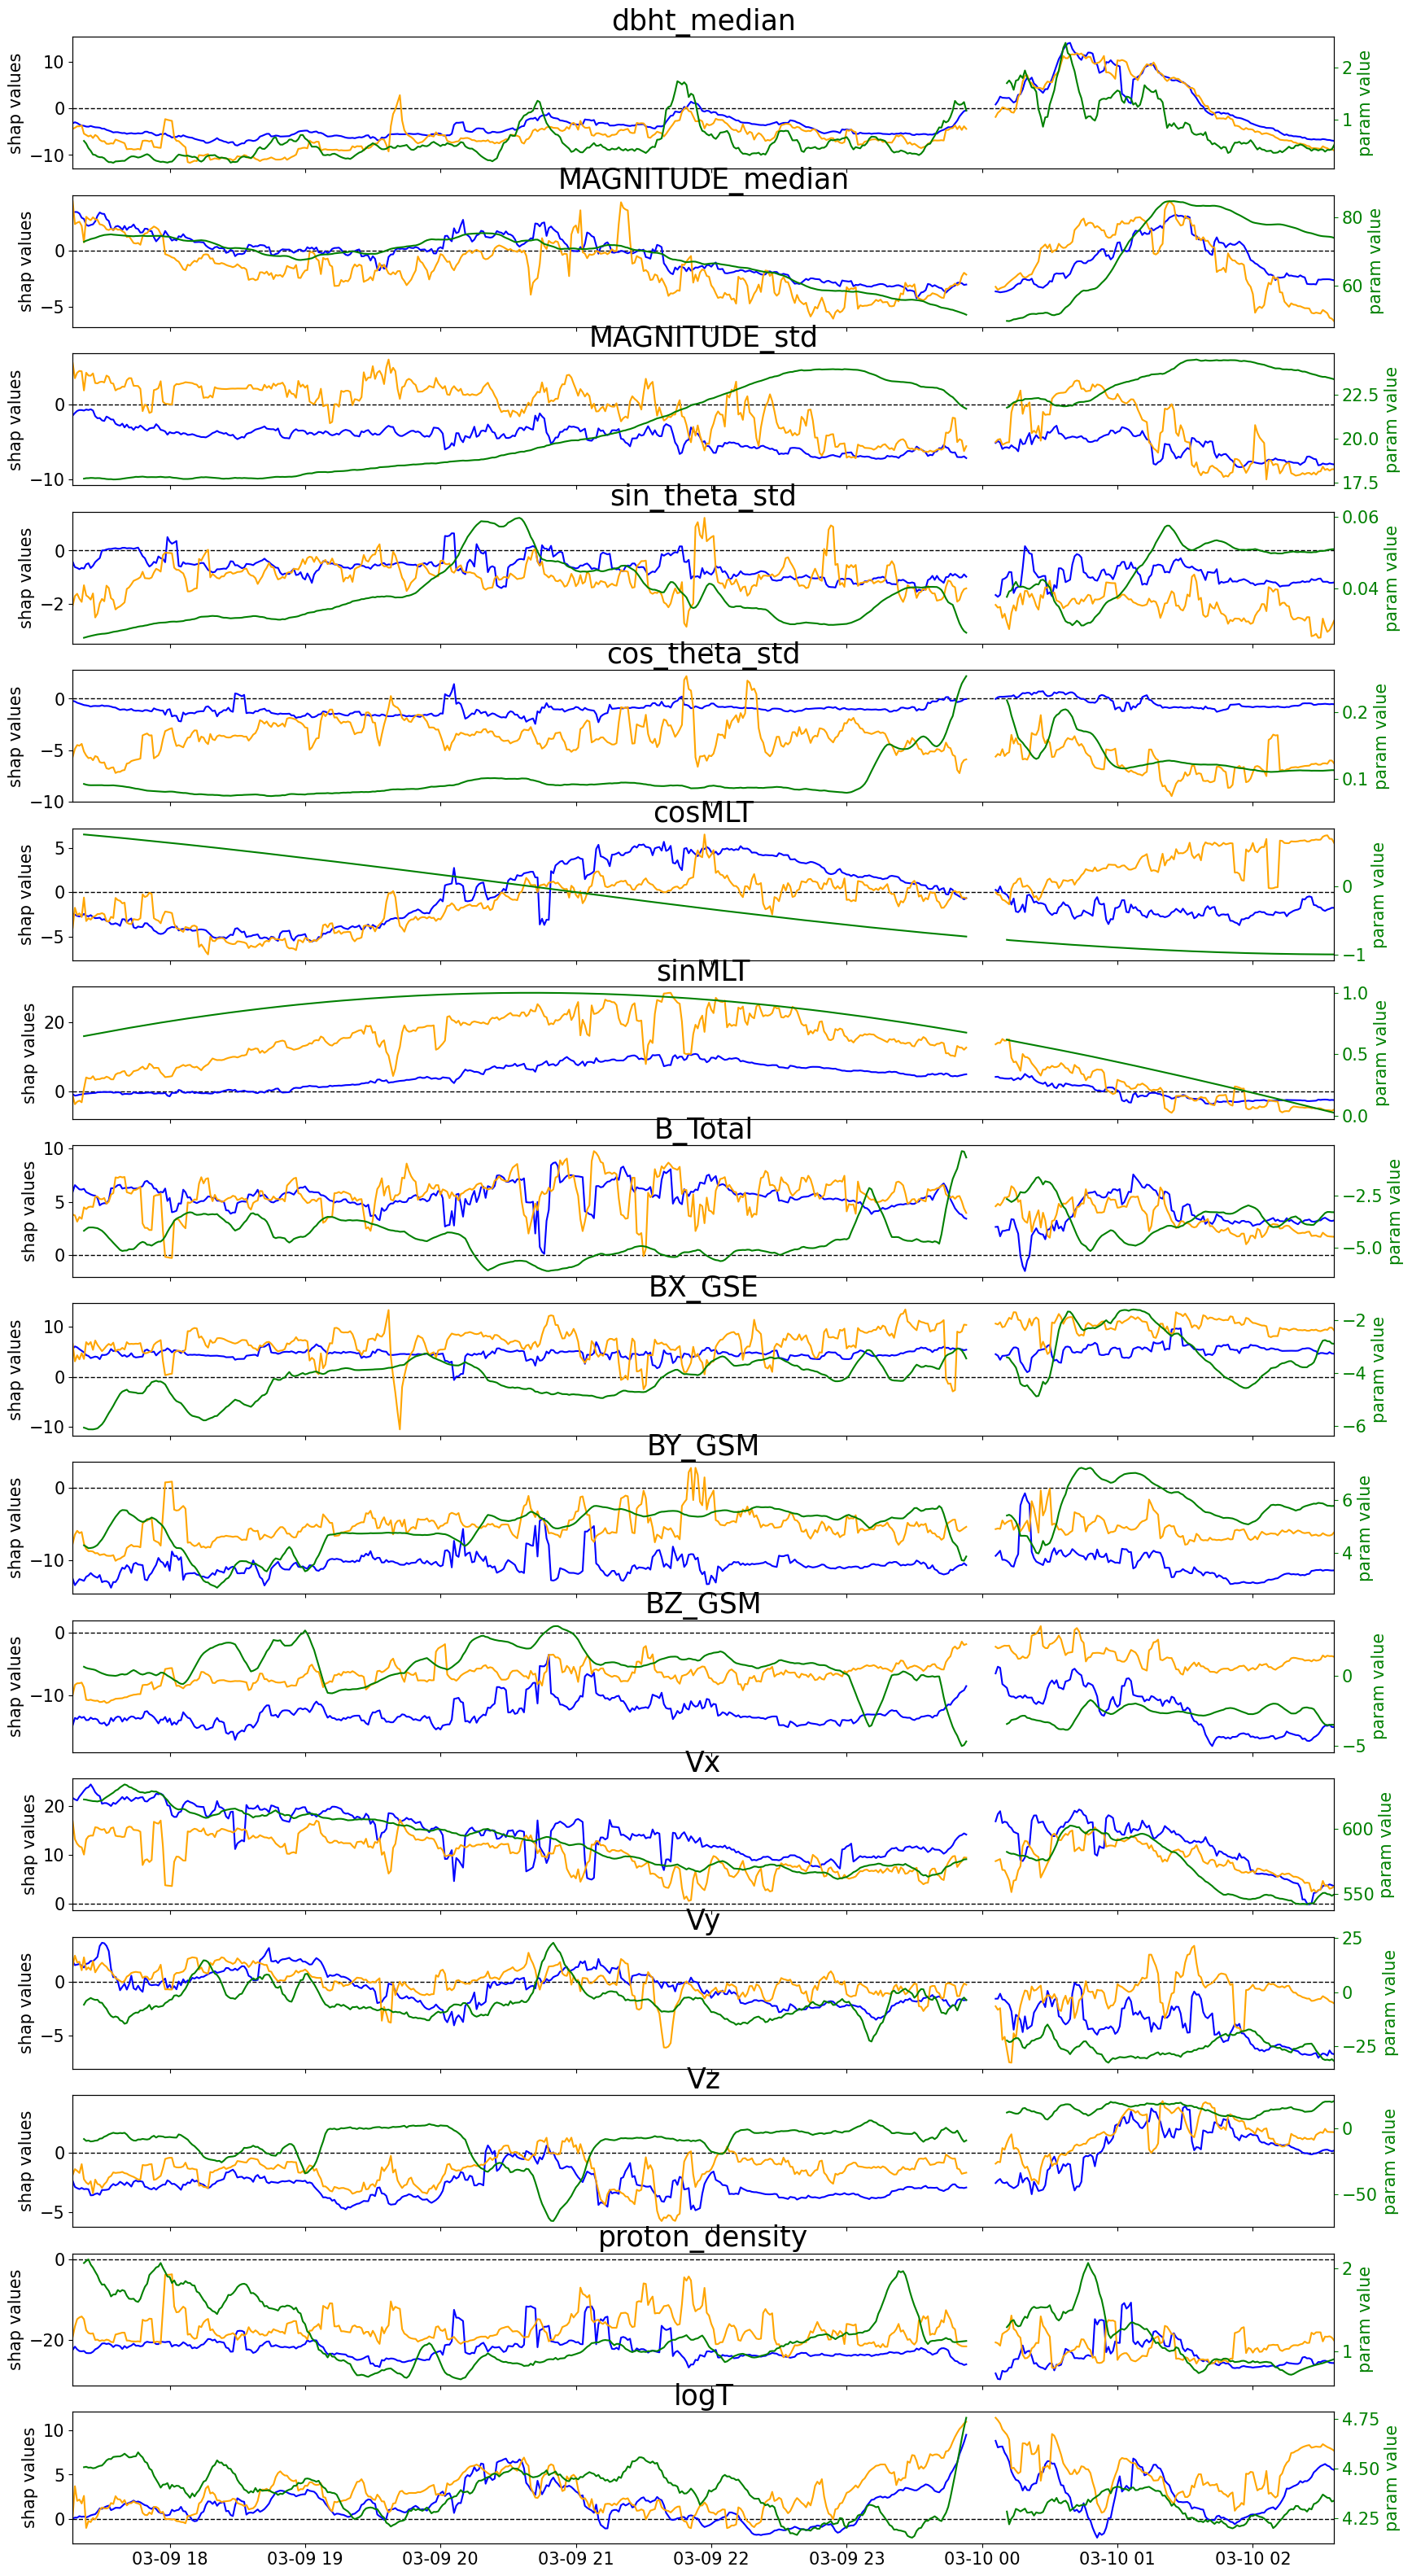 dbht_median
shap values
10
0
−10
2
1
param value
MAGNITUDE_median
shap values
0
−5
80
60
param value
MAGNITUDE_std
shap values
0
−10
22.5
20.0
17.5
param value
sin_theta_std
shap values
0
−2
0.06
0.04
param value
cos_theta_std
shap values
0
−5
−10
0.2
0.1
param value
cosMLT
shap values
5
0
−5
0
−1
param value
sinMLT
shap values
20
0
1.0
0.5
0.0
param value
B_Total
shap values
10
5
0
−2.5
−5.0
param value
BX_GSE
shap values
10
0
−10
−2
−4
−6
param value
BY_GSM
shap values
0
−10
6
4
param value
BZ_GSM
shap values
0
−10
0
−5
param value
Vx
shap values
20
10
0
600
550
param value
Vy
shap values
0
−5
25
0
−25
param value
Vz
shap values
0
−5
0
−50
param value
proton_density
shap values
0
−20
2
1
param value
logT
shap values
10
5
0
4.75
4.50
4.25
param value
03-09 18 03-09 19 03-09 20 03-09 21 03-09 22 03-09 23 03-10 00 03-10 01 03-10 02